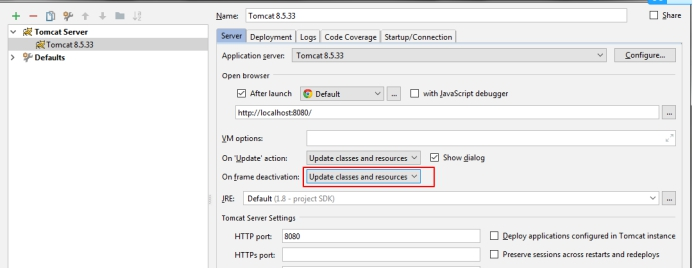 Name: Tomcat 8.5.33
Share
Tomcat Server
Tomcat 8.5.33
Defaults
Server Deployment Logs Code Coverage Startup/Connection
Application server: Tomcat 8.5.33 Configure...
Open browser
After launch Default ... with JavaScript debugger
http://localhost:8080/ ...
VM options:
On 'Update' action: Update classes and resources Show dialog
On frame deactivation: Update classes and resources
JRE: Default (1.8 - project SDK) ...
Tomcat Server Settings
HTTP port: 8080 Deploy applications configured in Tomcat instance
HTTPs port: Preserve sessions across restarts and redeploys